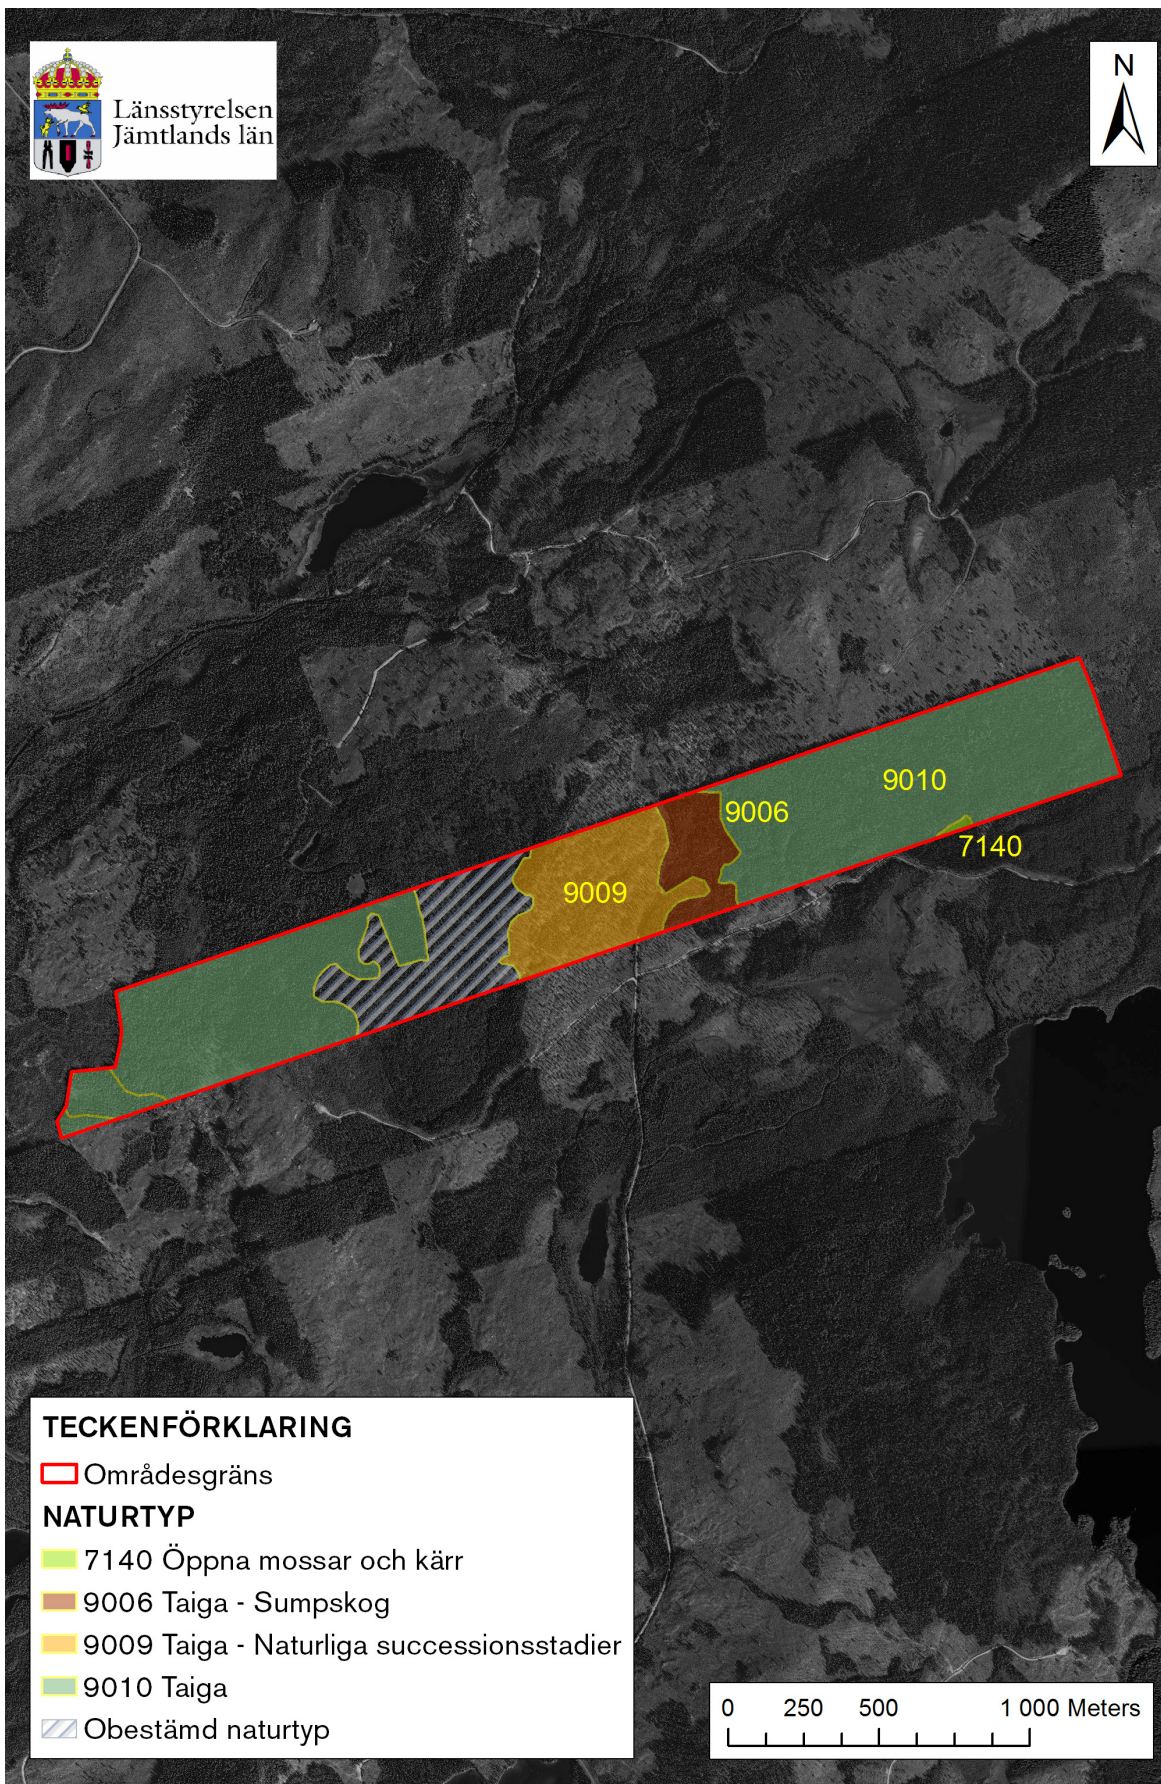 Länsstyrelsen
Jämtlands län
N
9010
9006
7140
9009
TECKENFÖRKLARING
Områdesgräns
NATURTYP
7140 Öppna mossar och kärr
9006 Taiga - Sumpskog
9009 Taiga - Naturliga successionsstadier
9010 Taiga
Obestämd naturtyp
0 250 500 1 000 Meters